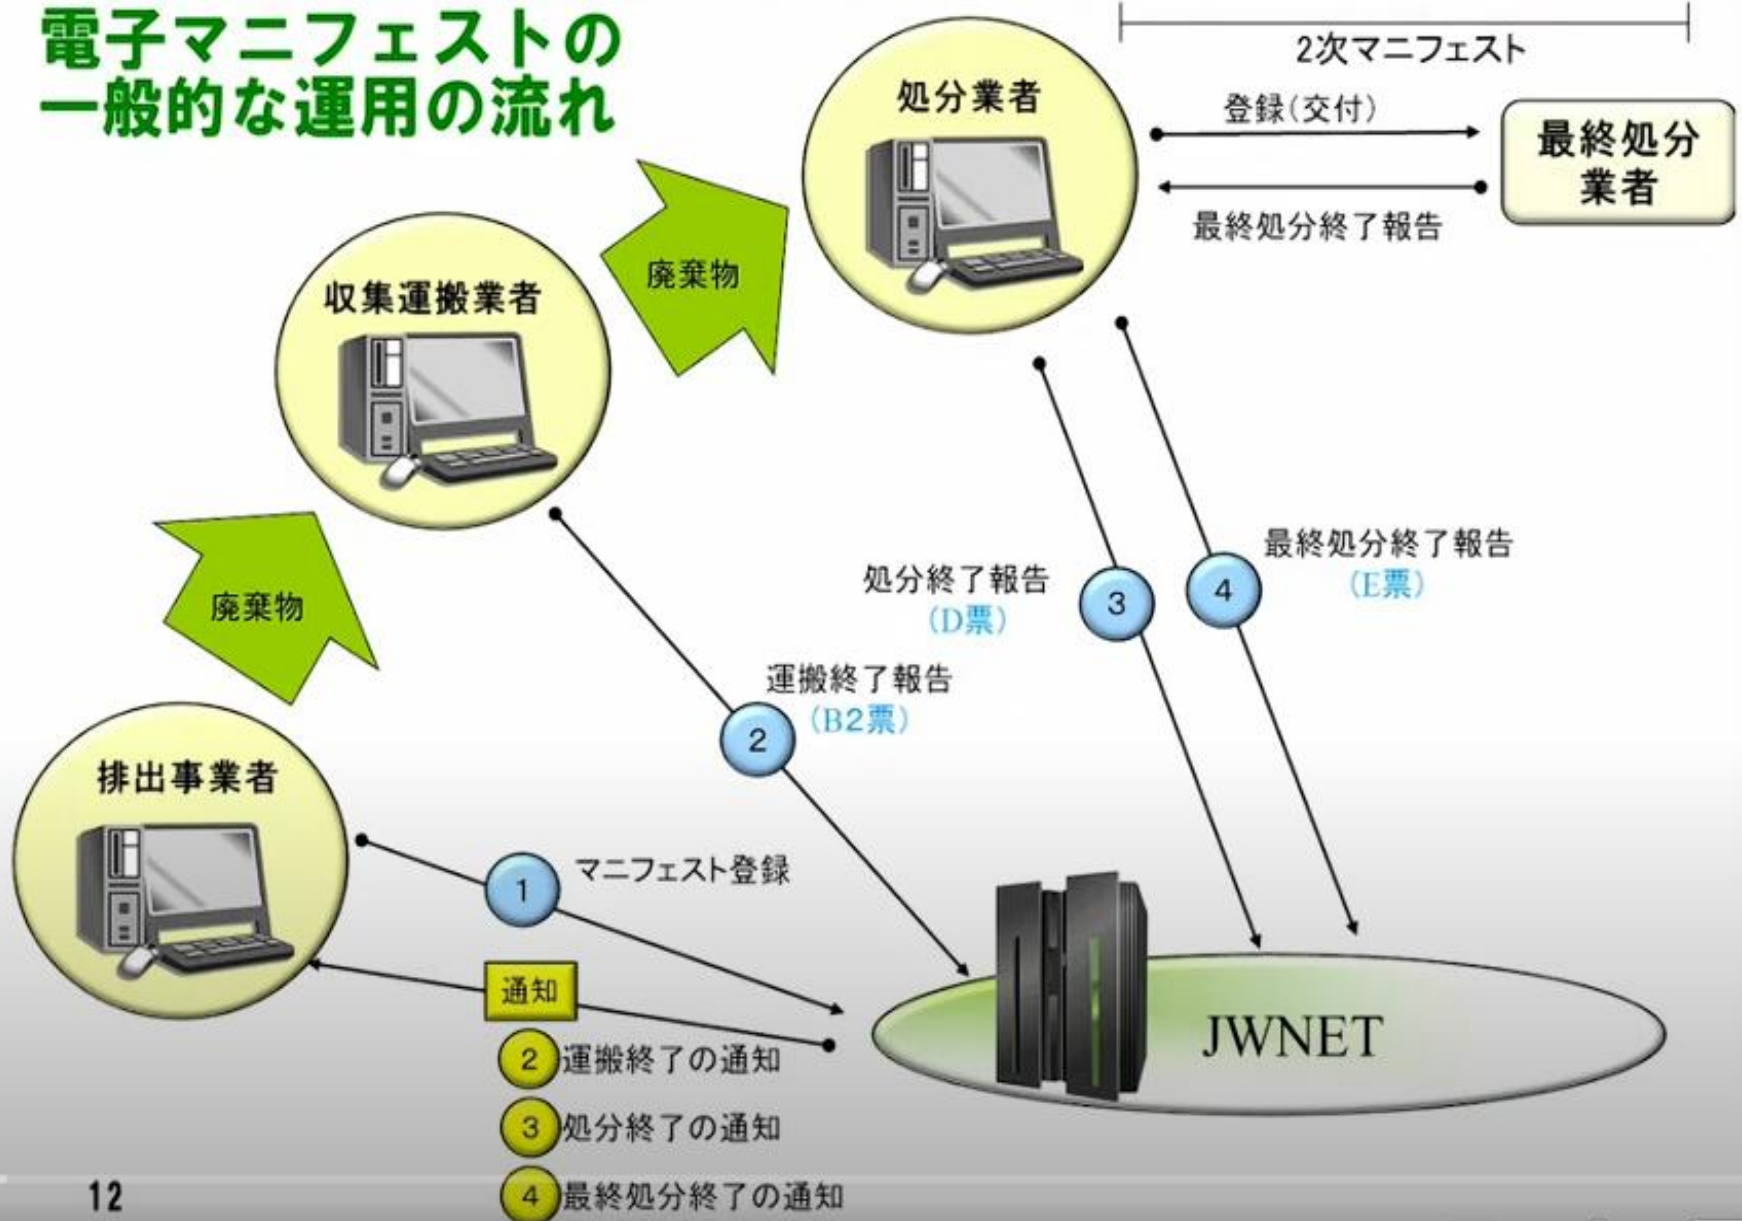 電子マニフェストの
一般的な運用の流れ
2次マニフェスト
処分業者
登録(交付)
最終処分
業者
最終処分終了報告
廃棄物
収集運搬業者
最終処分終了報告
(E票)
処分終了報告
(D票)
3
4
廃棄物
運搬終了報告
(B2票)
2
排出事業者
1
マニフェスト登録
通知
JWNET
2 運搬終了の通知
3 処分終了の通知
4 最終処分終了の通知
12